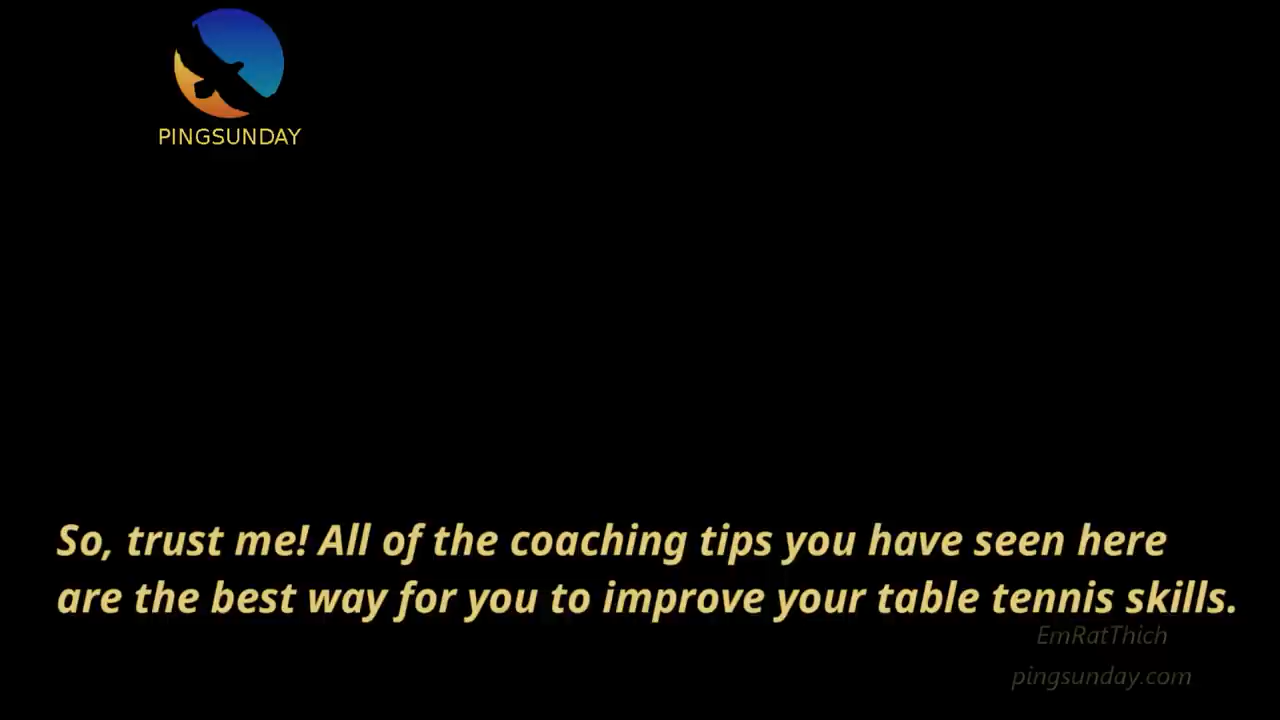 PINGSUNDAY
So, trust me! All of the coaching tips you have seen here
are the best way for you to improve your table tennis skills.
EmRatThich
pingsunday.com